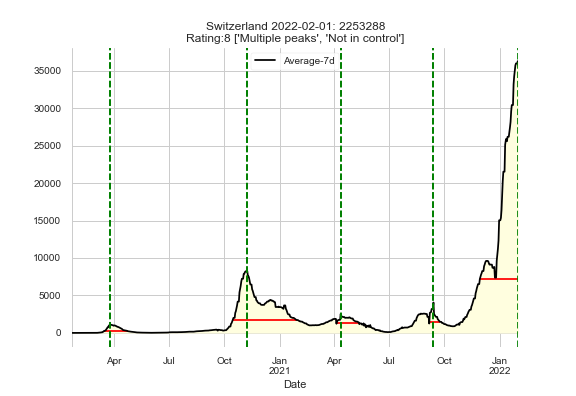 Switzerland 2022-02-01: 2253288
Rating:8 ['Multiple peaks', 'Not in control']
Average-7d
35000
30000
25000
20000
15000
10000
5000
0
Apr Jul Oct Jan Apr Jul Oct Jan
2021 2022
Date